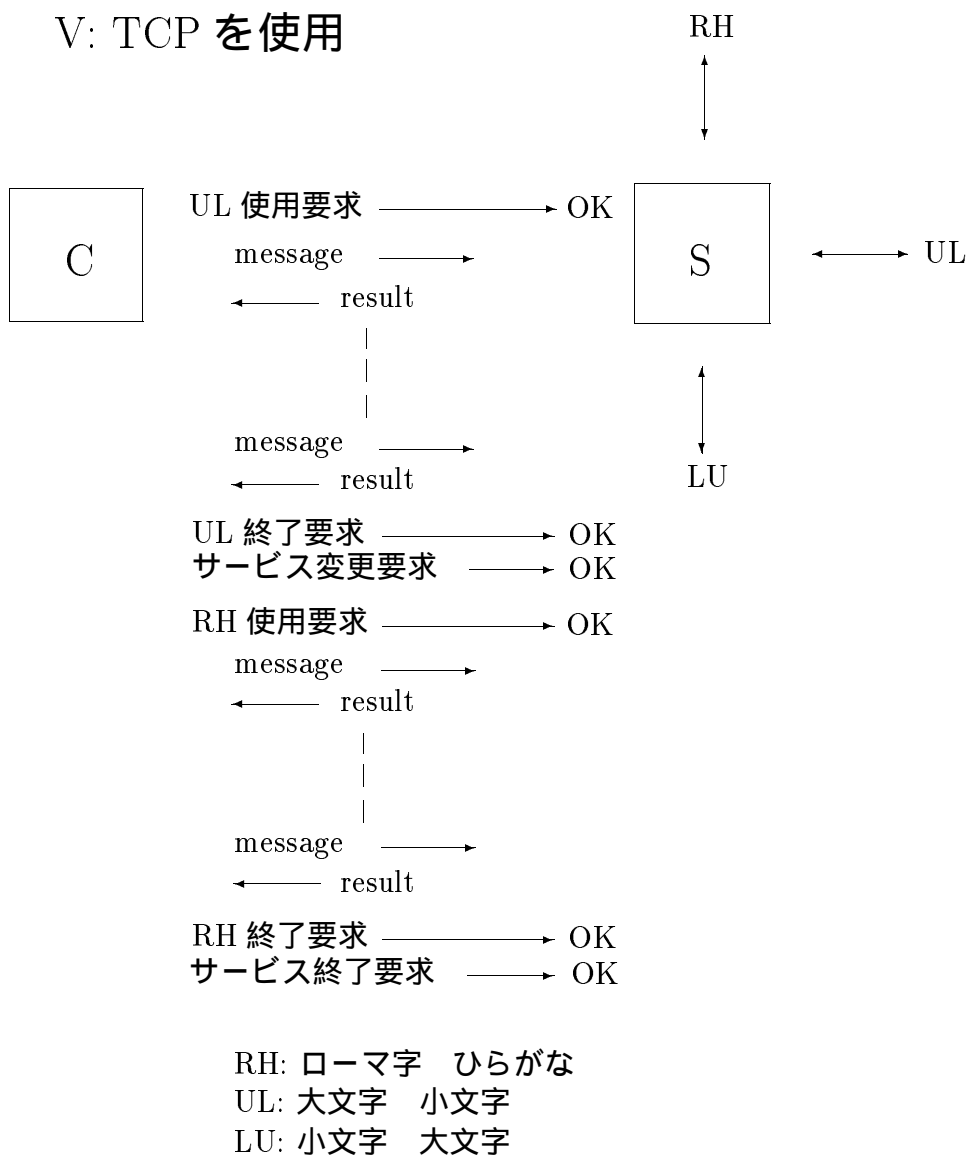 V: TCP を使用
RH
UL 使用要求 OK
C
message
S
UL
result
message
result
LU
UL 終了要求 OK
サービス変更要求 OK
RH 使用要求 OK
message
result
message
result
RH 終了要求 OK
サービス終了要求 OK
RH: ローマ字　ひらがな
UL: 大文字　小文字
LU: 小文字　大文字